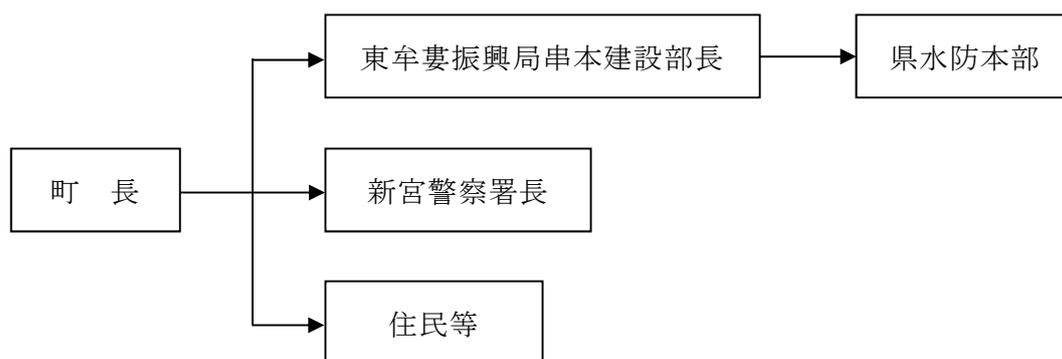 東牟婁振興局串本建設部長
県水防本部
町　長
新宮警察署長
住民等